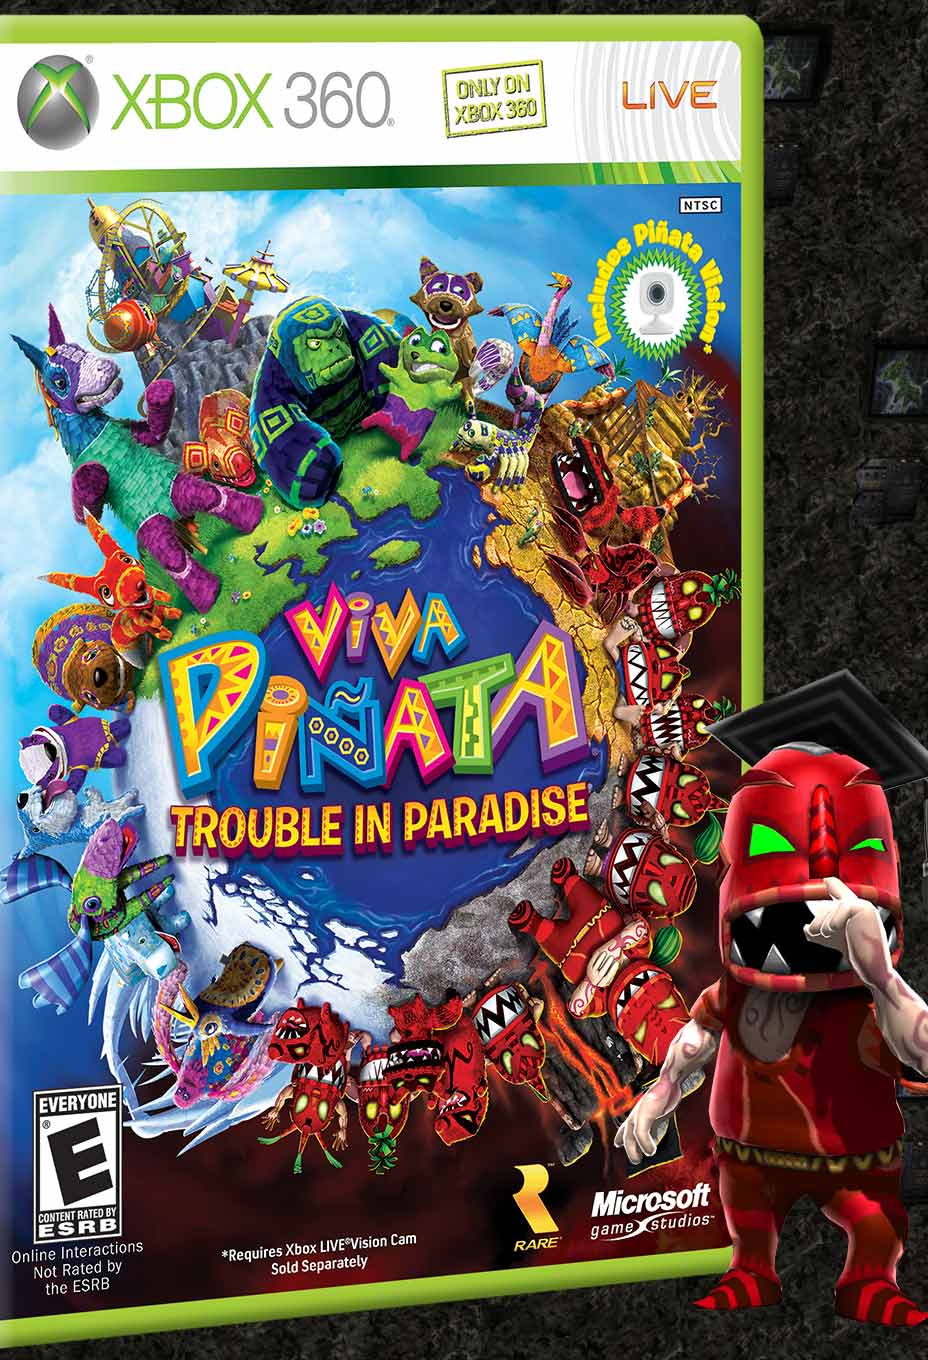 XBOX 360®
ONLY ON
XBOX 360
LIVE
NTSC
Includes Piñata Vision*
VIVA
PIÑATA
TROUBLE IN PARADISE
EVERYONE
E
CONTENT RATED BY
ESRB
Online Interactions
Not Rated by
the ESRB
*Requires Xbox LIVE® Vision Cam
Sold Separately
RARE
Microsoft
game studios™